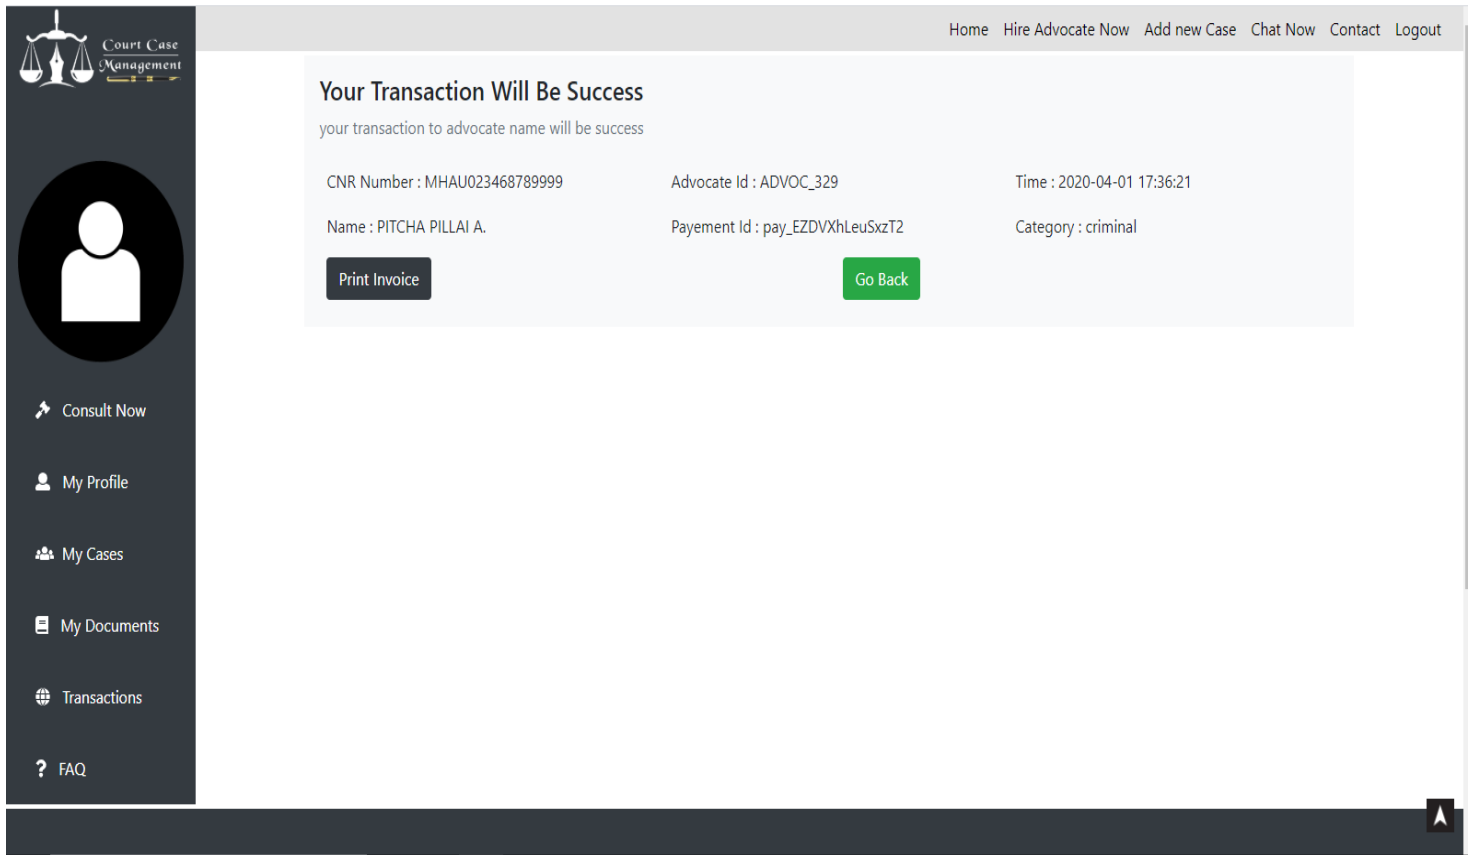 Court Case
Management
Home Hire Advocate Now Add new Case Chat Now Contact Logout
Your Transaction Will Be Success
your transaction to advocate name will be success
CNR Number : MHAU023468789999 Advocate Id : ADVOC_329 Time : 2020-04-01 17:36:21
Name : PITCHA PILLAI A. Payement Id : pay_EZDVXhLeuSxzT2 Category : criminal
Print Invoice Go Back
Consult Now
My Profile
My Cases
My Documents
Transactions
? FAQ